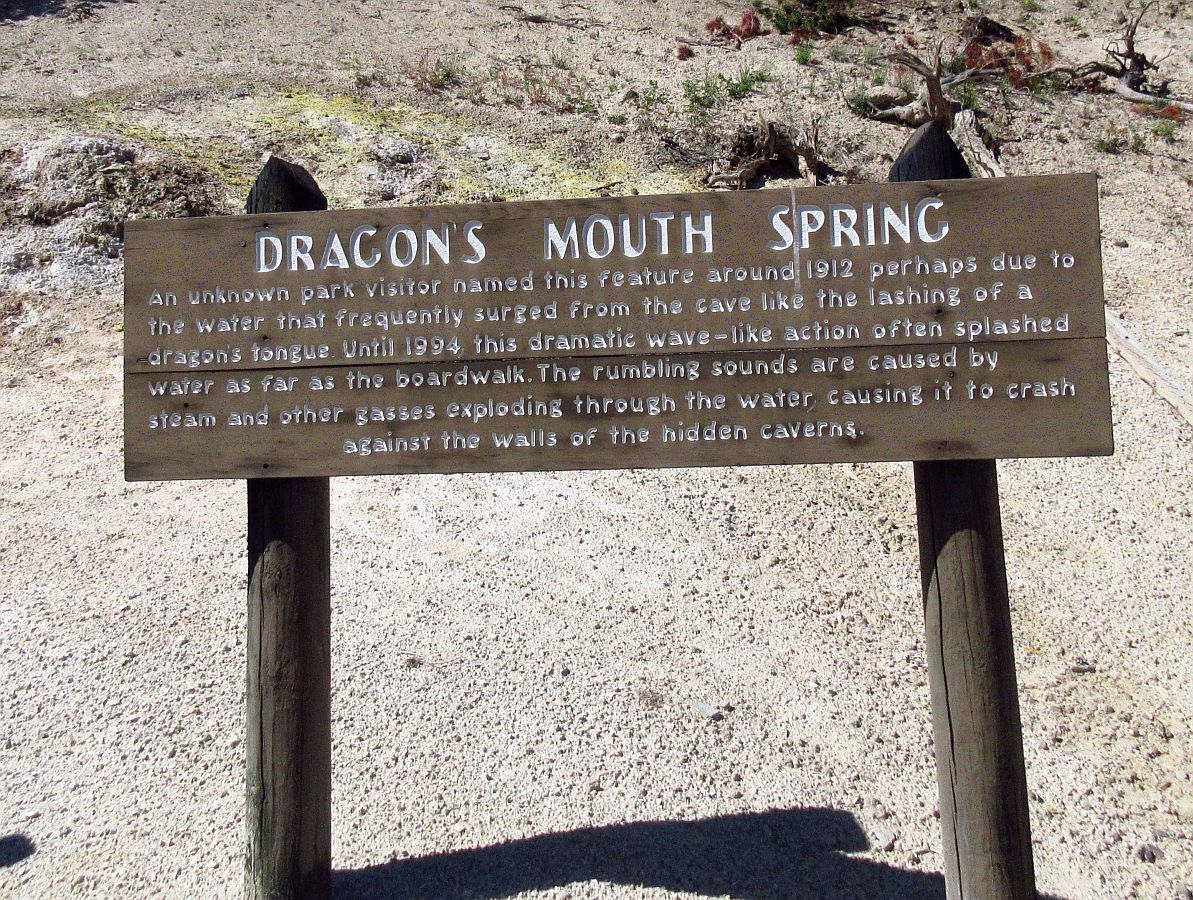 DRAGON'S MOUTH SPRING
An unknown park visitor named this feature around 1912 perhaps due to
the water that frequently surged from the cave like the lashing of a
dragon's tongue. Until 1994, this dramatic wave-like action often splashed
water as far as the boardwalk. The rumbling sounds are caused by
steam and other gasses exploding through the water, causing it to crash
against the walls of the hidden caverns.